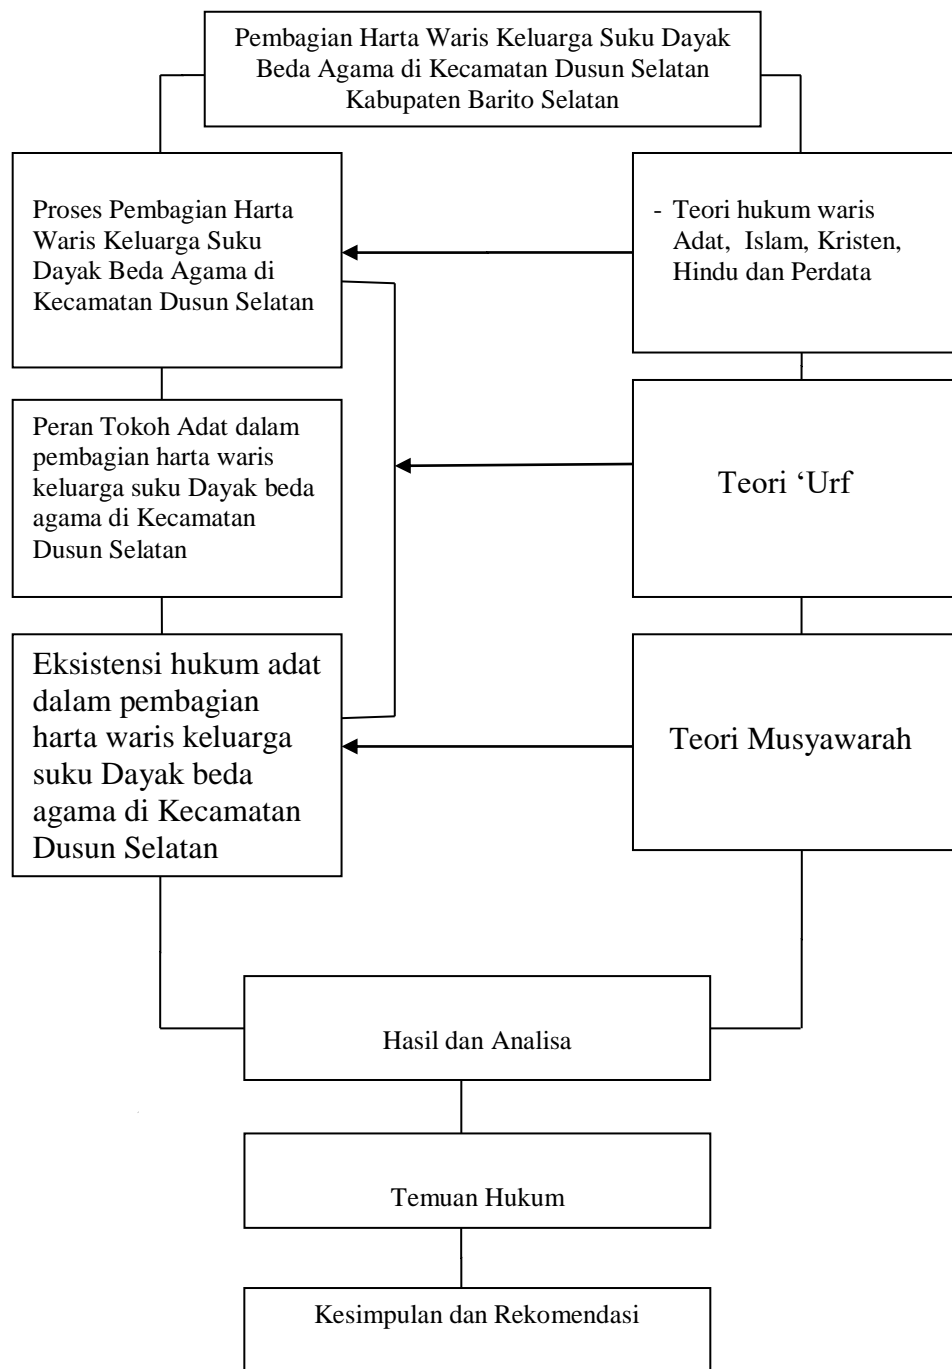 Pembagian Harta Waris Keluarga Suku Dayak
Beda Agama di Kecamatan Dusun Selatan
Kabupaten Barito Selatan
Proses Pembagian Harta
Waris Keluarga Suku
Dayak Beda Agama di
Kecamatan Dusun Selatan
- Teori hukum waris
Adat, Islam, Kristen,
Hindu dan Perdata
Peran Tokoh Adat dalam
pembagian harta waris
keluarga suku Dayak beda
agama di Kecamatan
Dusun Selatan
Teori ‘Urf
Eksistensi hukum adat
dalam pembagian
harta waris keluarga
suku Dayak beda
agama di Kecamatan
Dusun Selatan
Teori Musyawarah
Hasil dan Analisa
Temuan Hukum
Kesimpulan dan Rekomendasi